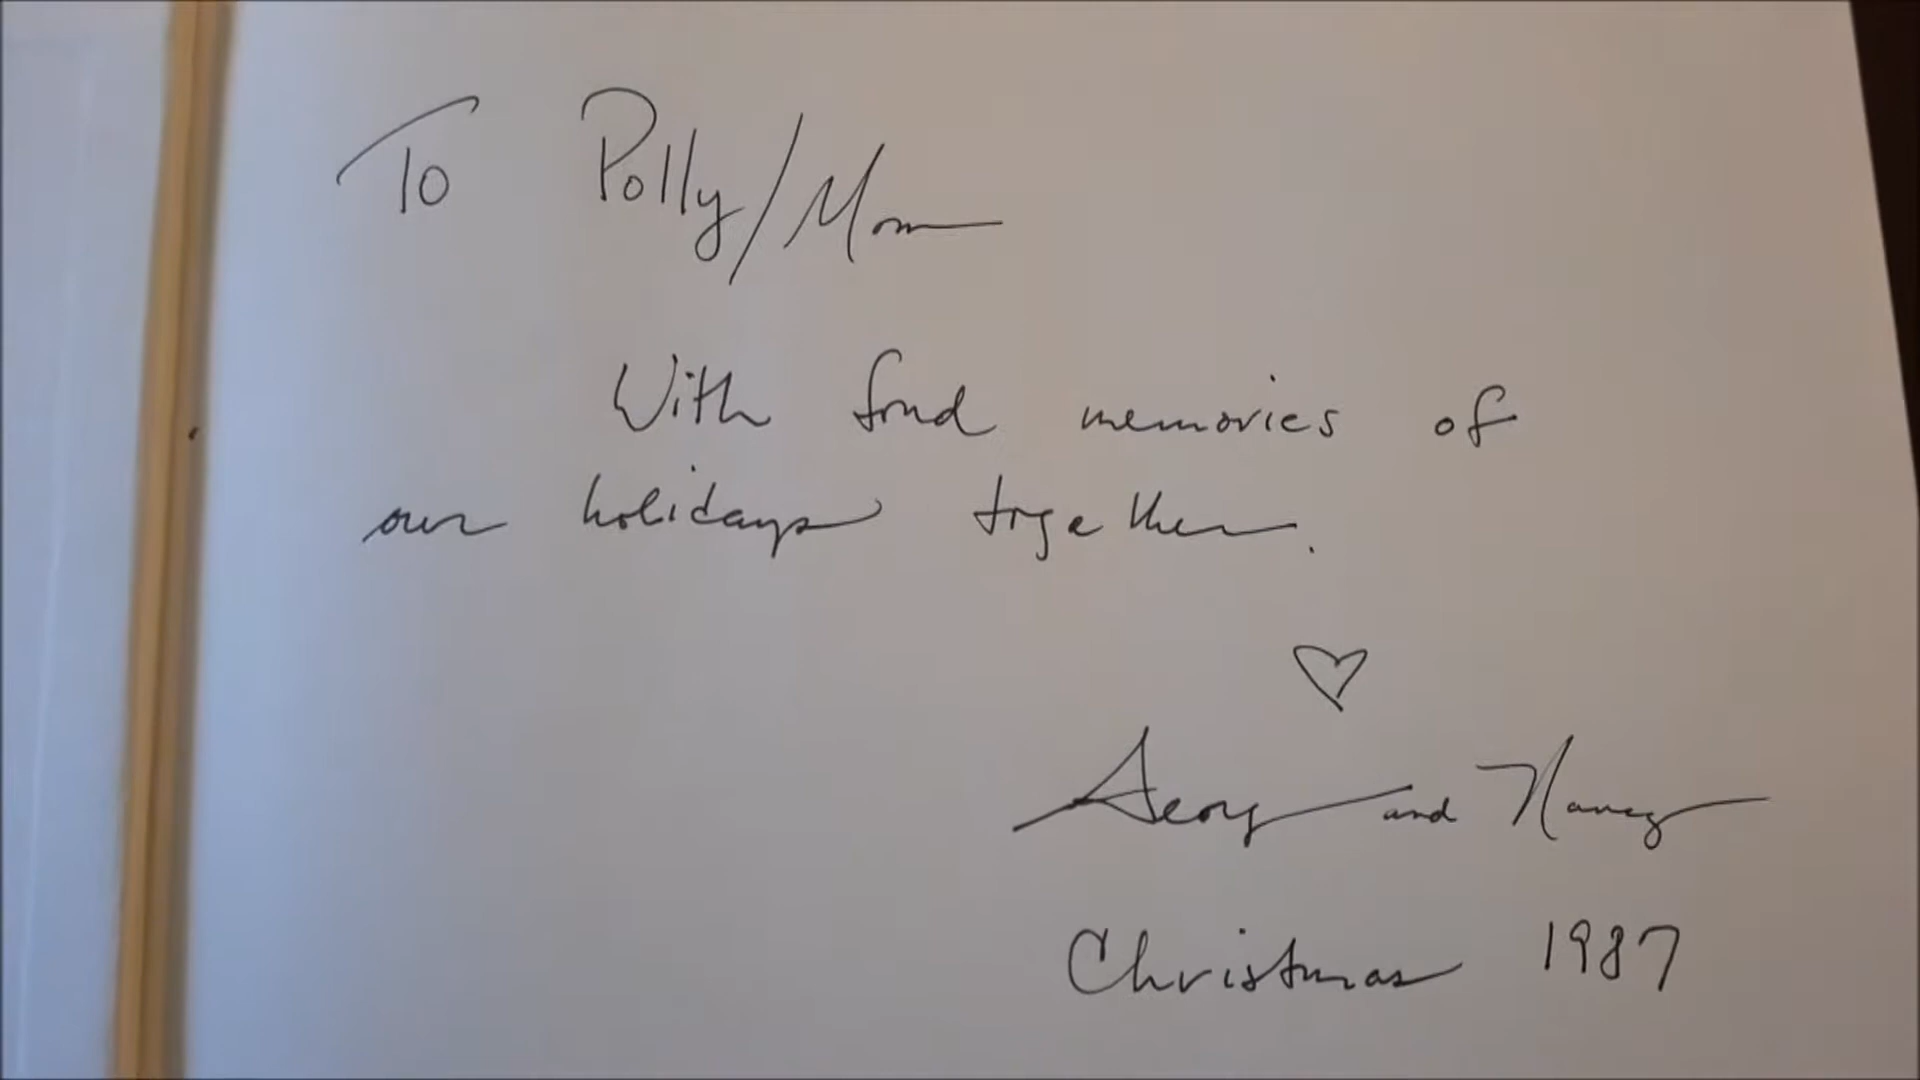 To Polly/Mom
With fond memories of
our holidays together.
and Nancy
Christmas 1987